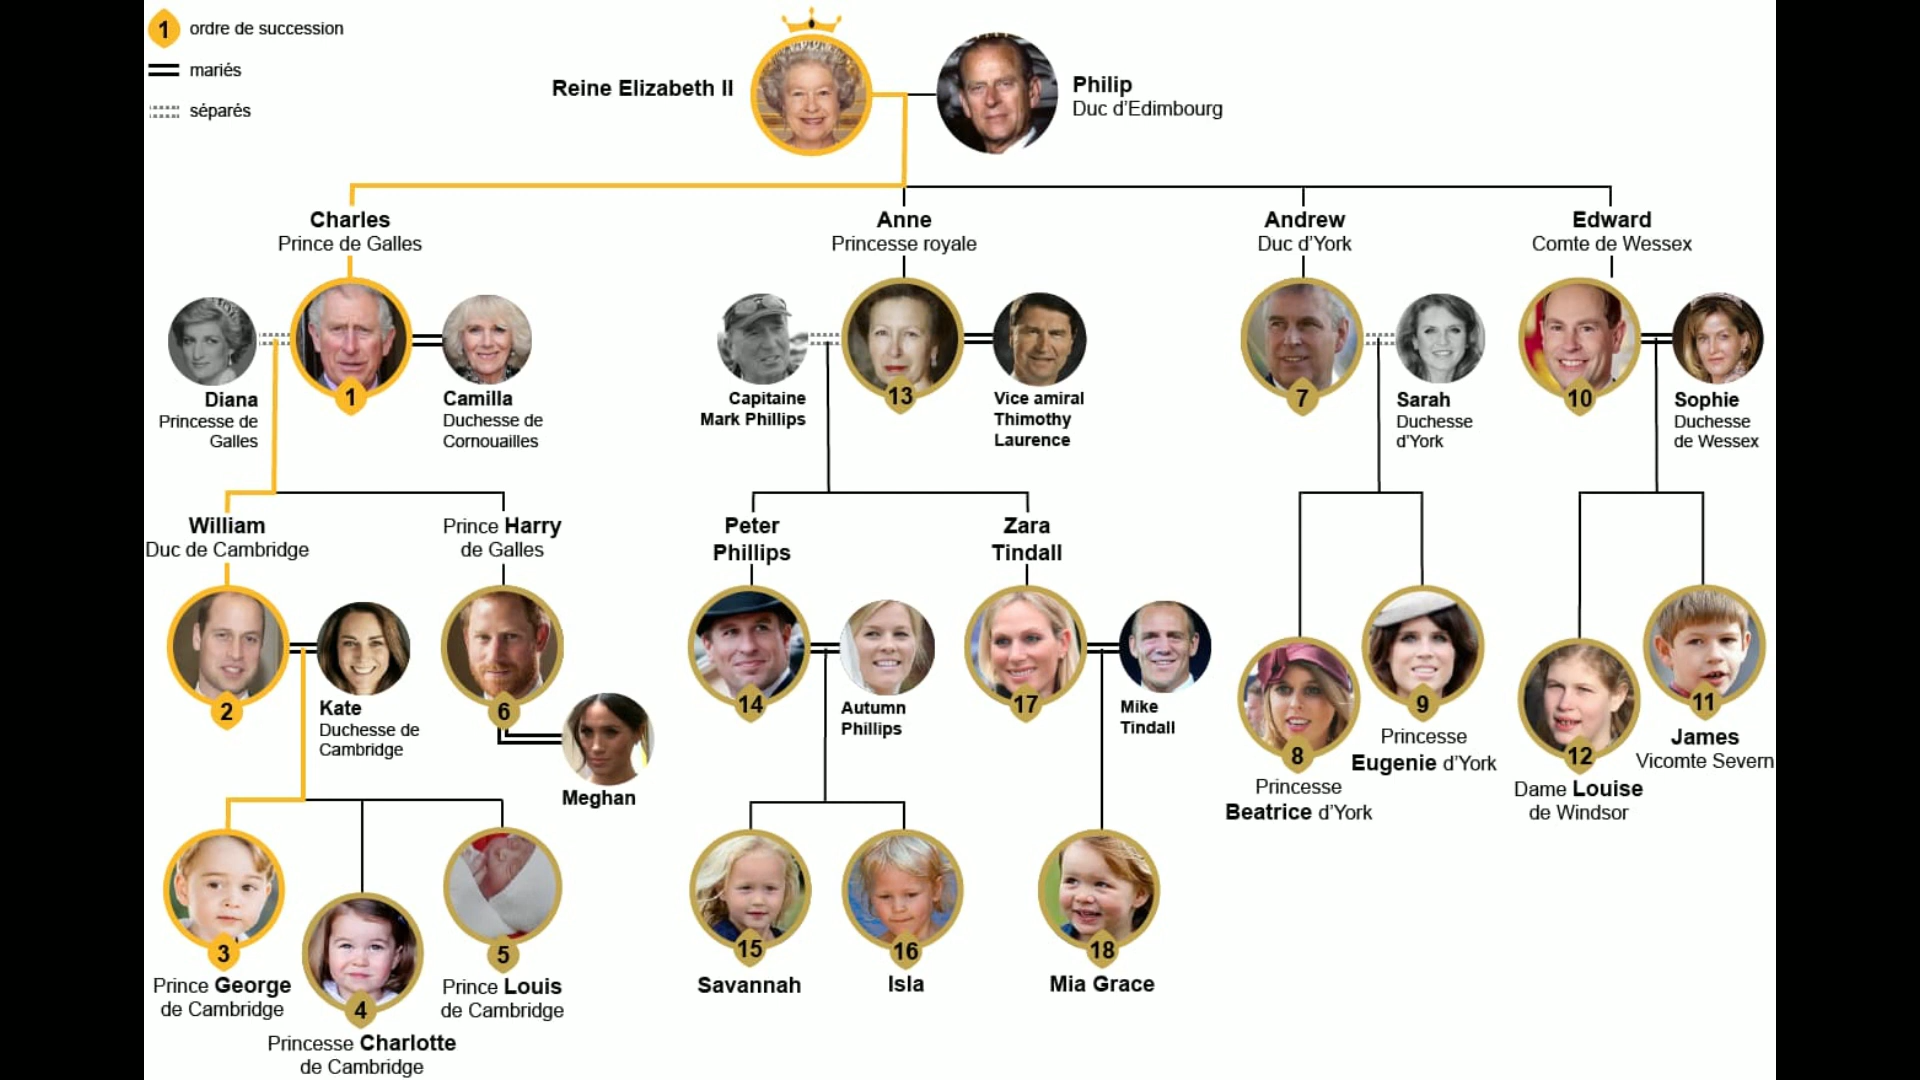 1 ordre de succession
mariés
séparés
Reine Elizabeth II
Philip
Duc d'Edimbourg
Charles
Prince de Galles
Anne
Princesse royale
Andrew
Duc d'York
Edward
Comte de Wessex
1
13
7
10
Diana
Princesse de
Galles
Camilla
Duchesse de
Cornouailles
Capitaine
Mark Phillips
Vice amiral
Thimothy
Laurence
Sarah
Duchesse
d'York
Sophie
Duchesse
de Wessex
William
Duc de Cambridge
Prince Harry
de Galles
Peter
Phillips
Zara
Tindall
2
Kate
Duchesse de
Cambridge
6
Meghan
14
Autumn
Phillips
17
Mike
Tindall
8
Princesse
Beatrice d'York
9
Princesse
Eugenie d'York
12
Dame Louise
de Windsor
11
James
Vicomte Severn
3
Prince George
de Cambridge
4
Princesse Charlotte
de Cambridge
5
Prince Louis
de Cambridge
15
Savannah
16
Isla
18
Mia Grace